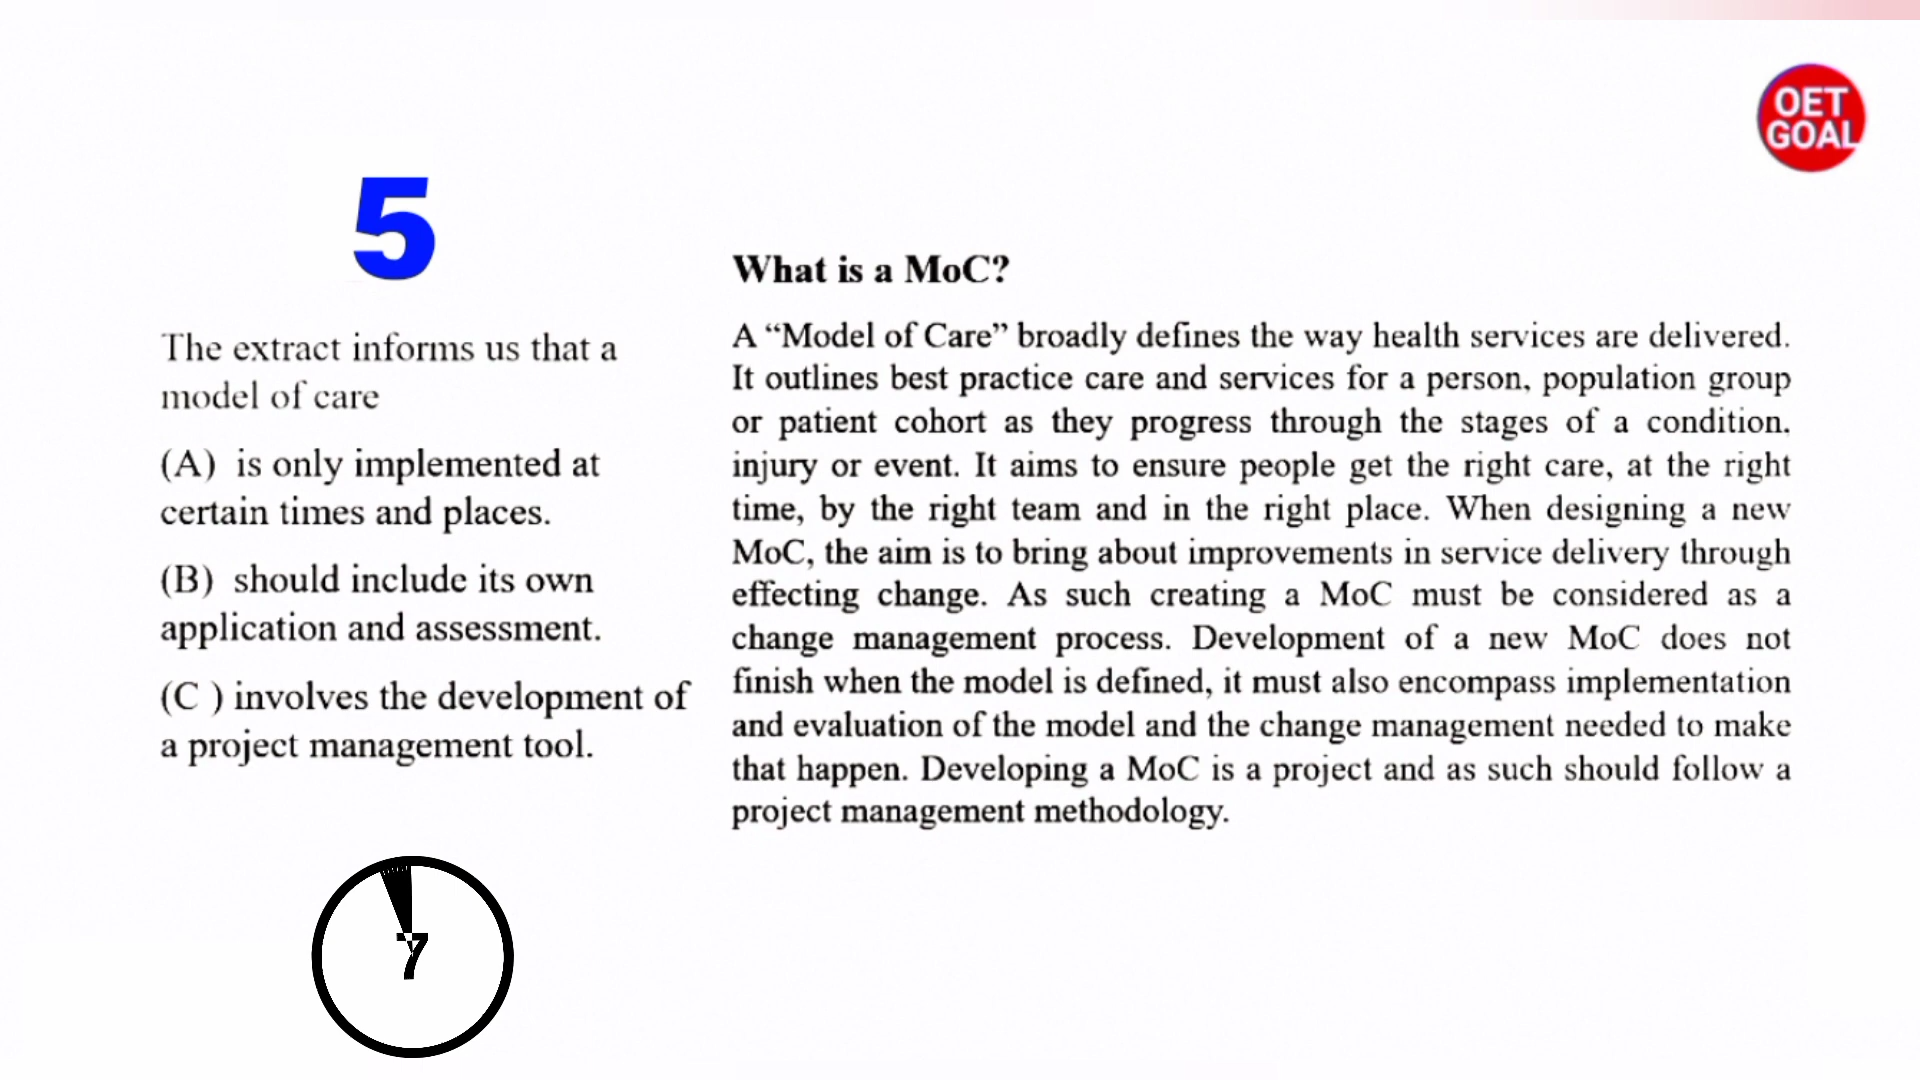 OET
GOAL
5
The extract informs us that a
model of care
(A) is only implemented at
certain times and places.
(B) should include its own
application and assessment.
(C ) involves the development of
a project management tool.
What is a MoC?
A “Model of Care” broadly defines the way health services are delivered.
It outlines best practice care and services for a person, population group
or patient cohort as they progress through the stages of a condition,
injury or event. It aims to ensure people get the right care, at the right
time, by the right team and in the right place. When designing a new
MoC, the aim is to bring about improvements in service delivery through
effecting change. As such creating a MoC must be considered as a
change management process. Development of a new MoC does not
finish when the model is defined, it must also encompass implementation
and evaluation of the model and the change management needed to make
that happen. Developing a MoC is a project and as such should follow a
project management methodology.
7